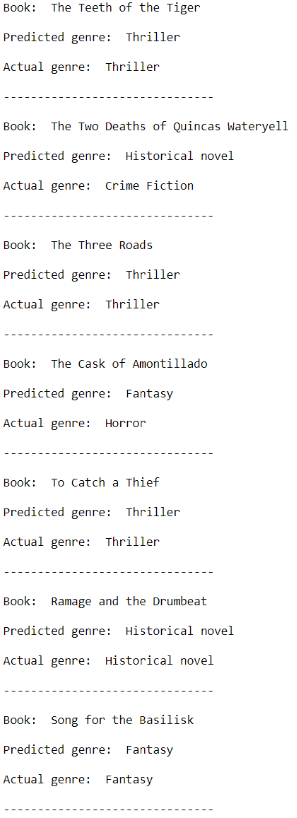 Book:  The Teeth of the Tiger
Predicted genre:  Thriller
Actual genre:  Thriller
-------------------------------
Book:  The Two Deaths of Quincas Wateryell
Predicted genre:  Historical novel
Actual genre:  Crime Fiction
-------------------------------
Book:  The Three Roads
Predicted genre:  Thriller
Actual genre:  Thriller
-------------------------------
Book:  The Cask of Amontillado
Predicted genre:  Fantasy
Actual genre:  Horror
-------------------------------
Book:  To Catch a Thief
Predicted genre:  Thriller
Actual genre:  Thriller
-------------------------------
Book:  Ramage and the Drumbeat
Predicted genre:  Historical novel
Actual genre:  Historical novel
-------------------------------
Book:  Song for the Basilisk
Predicted genre:  Fantasy
Actual genre:  Fantasy
-------------------------------